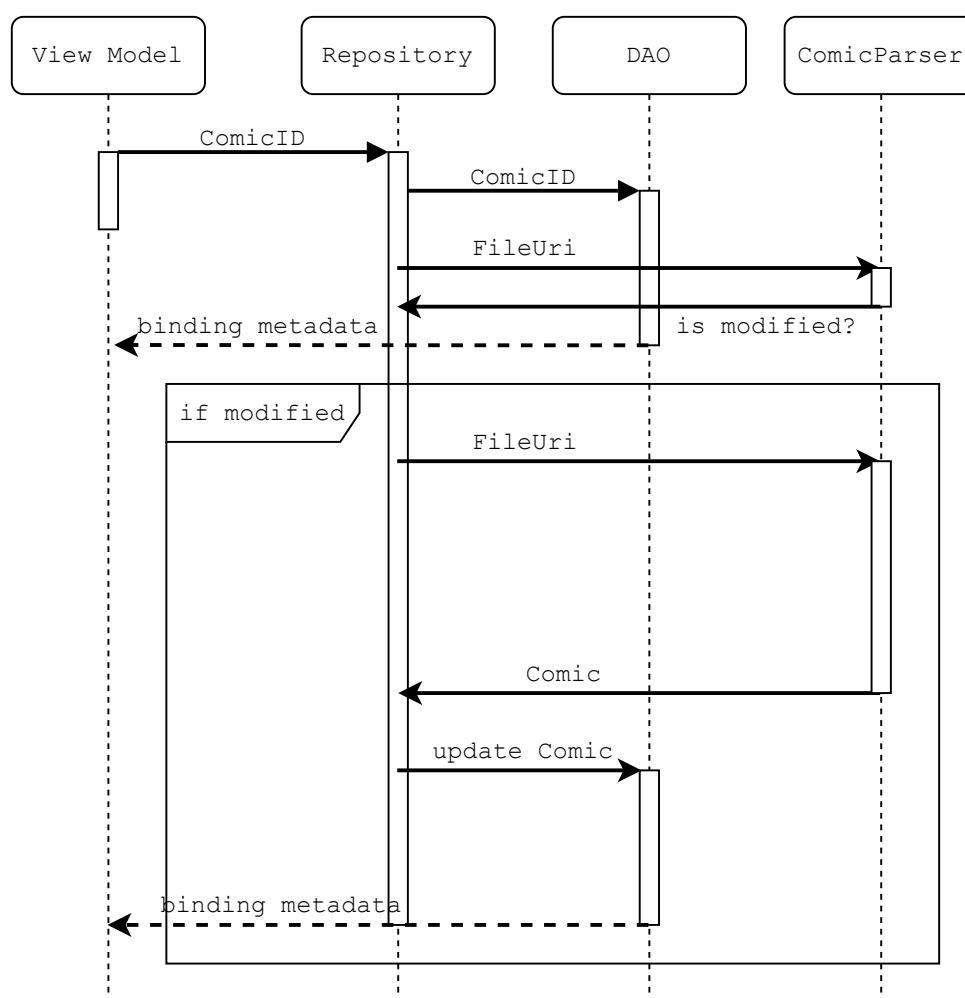 View Model
Repository
DAO
ComicParser
ComicID
ComicID
FileUri
is modified?
binding metadata
if modified
FileUri
Comic
update Comic
binding metadata